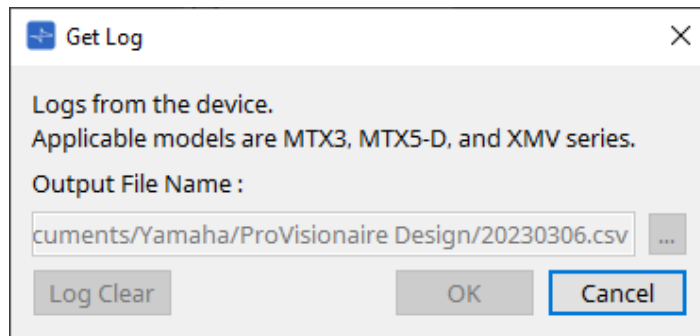 Get Log
Logs from the device.
Applicable models are MTX3, MTX5-D, and XMV series.
Output File Name :
cuments/Yamaha/ProVisionaire Design/20230306.csv ...
Log Clear OK Cancel